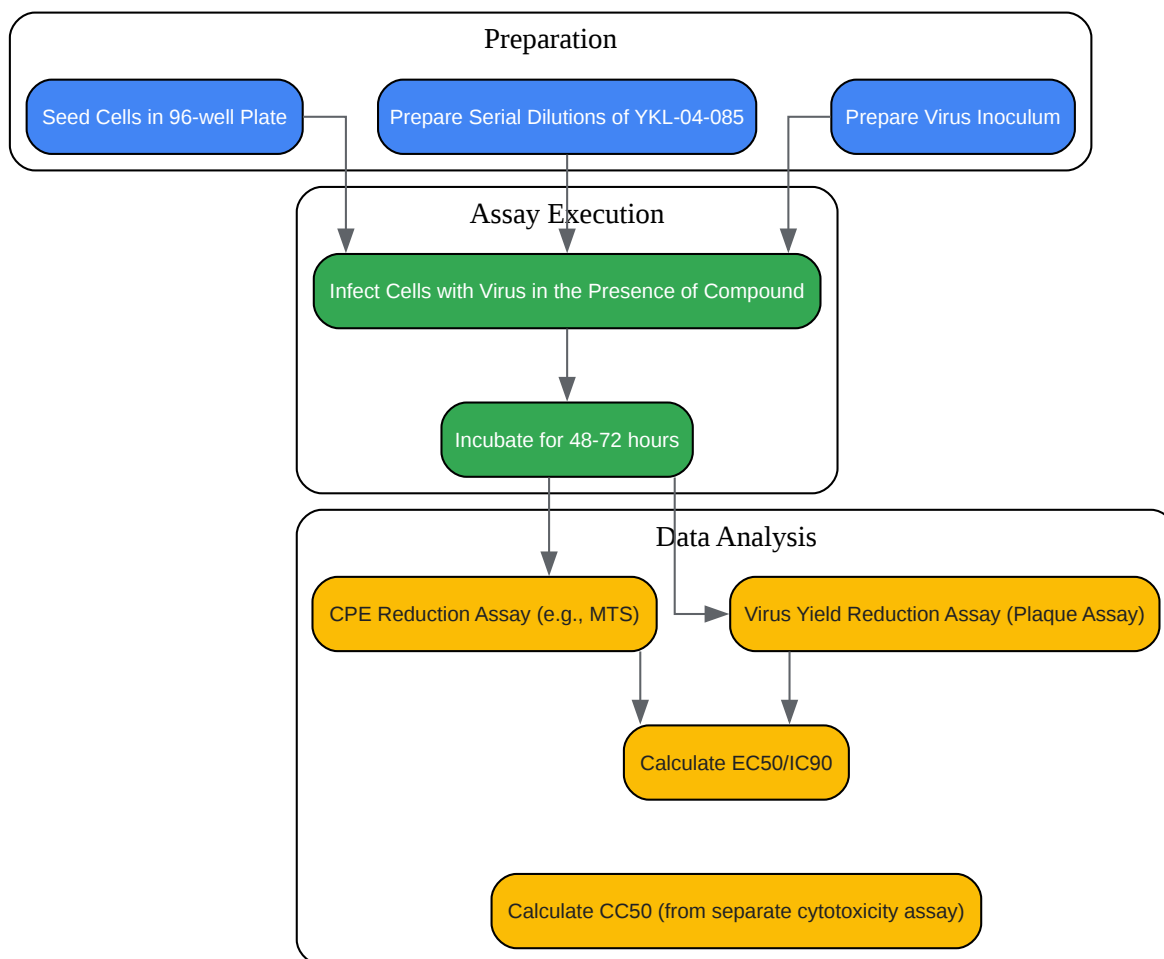 Preparation
Seed Cells in 96-well Plate
Prepare Serial Dilutions of YKL-04-085
Prepare Virus Inoculum
Assay Execution
Infect Cells with Virus in the Presence of Compound
Incubate for 48-72 hours
Data Analysis
CPE Reduction Assay (e.g., MTS)
Virus Yield Reduction Assay (Plaque Assay)
Calculate EC50/IC90
Calculate CC50 (from separate cytotoxicity assay)